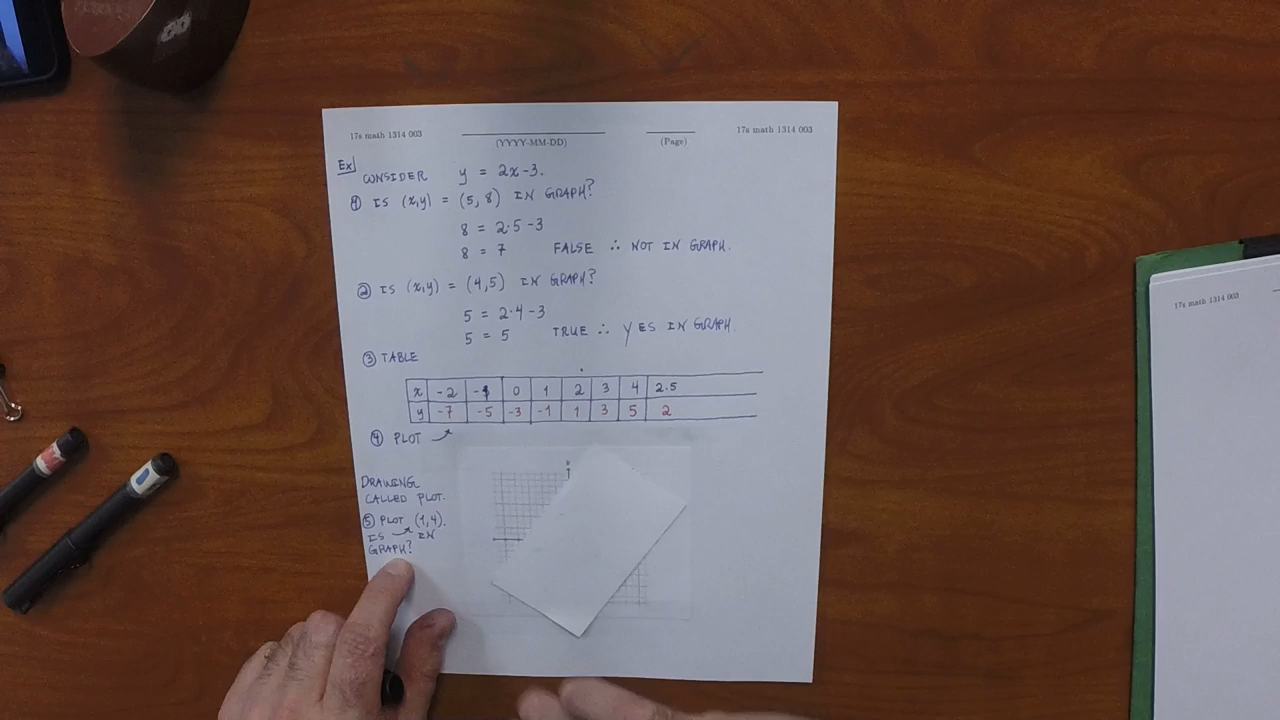 17s math 1314 003 (YYYY-MM-DD) (Page) 17s math 1314 003
Ex CONSIDER y = 2x-3.
① IS (x,y) = (5, 8) IN GRAPH?
8 = 2·5-3
8 = 7 FALSE ∴ NOT IN GRAPH.
② IS (x,y) = (4,5) IN GRAPH?
5 = 2·4-3
5 = 5 TRUE ∴ YES IN GRAPH.
③ TABLE
x -2 -1 0 1 2 3 4 2.5
y -7 -5 -3 -1 1 3 5 2
④ PLOT
DRAWING
CALLED PLOT.
⑤ PLOT (1,4).
IS IN
GRAPH?
17s math 1314 003